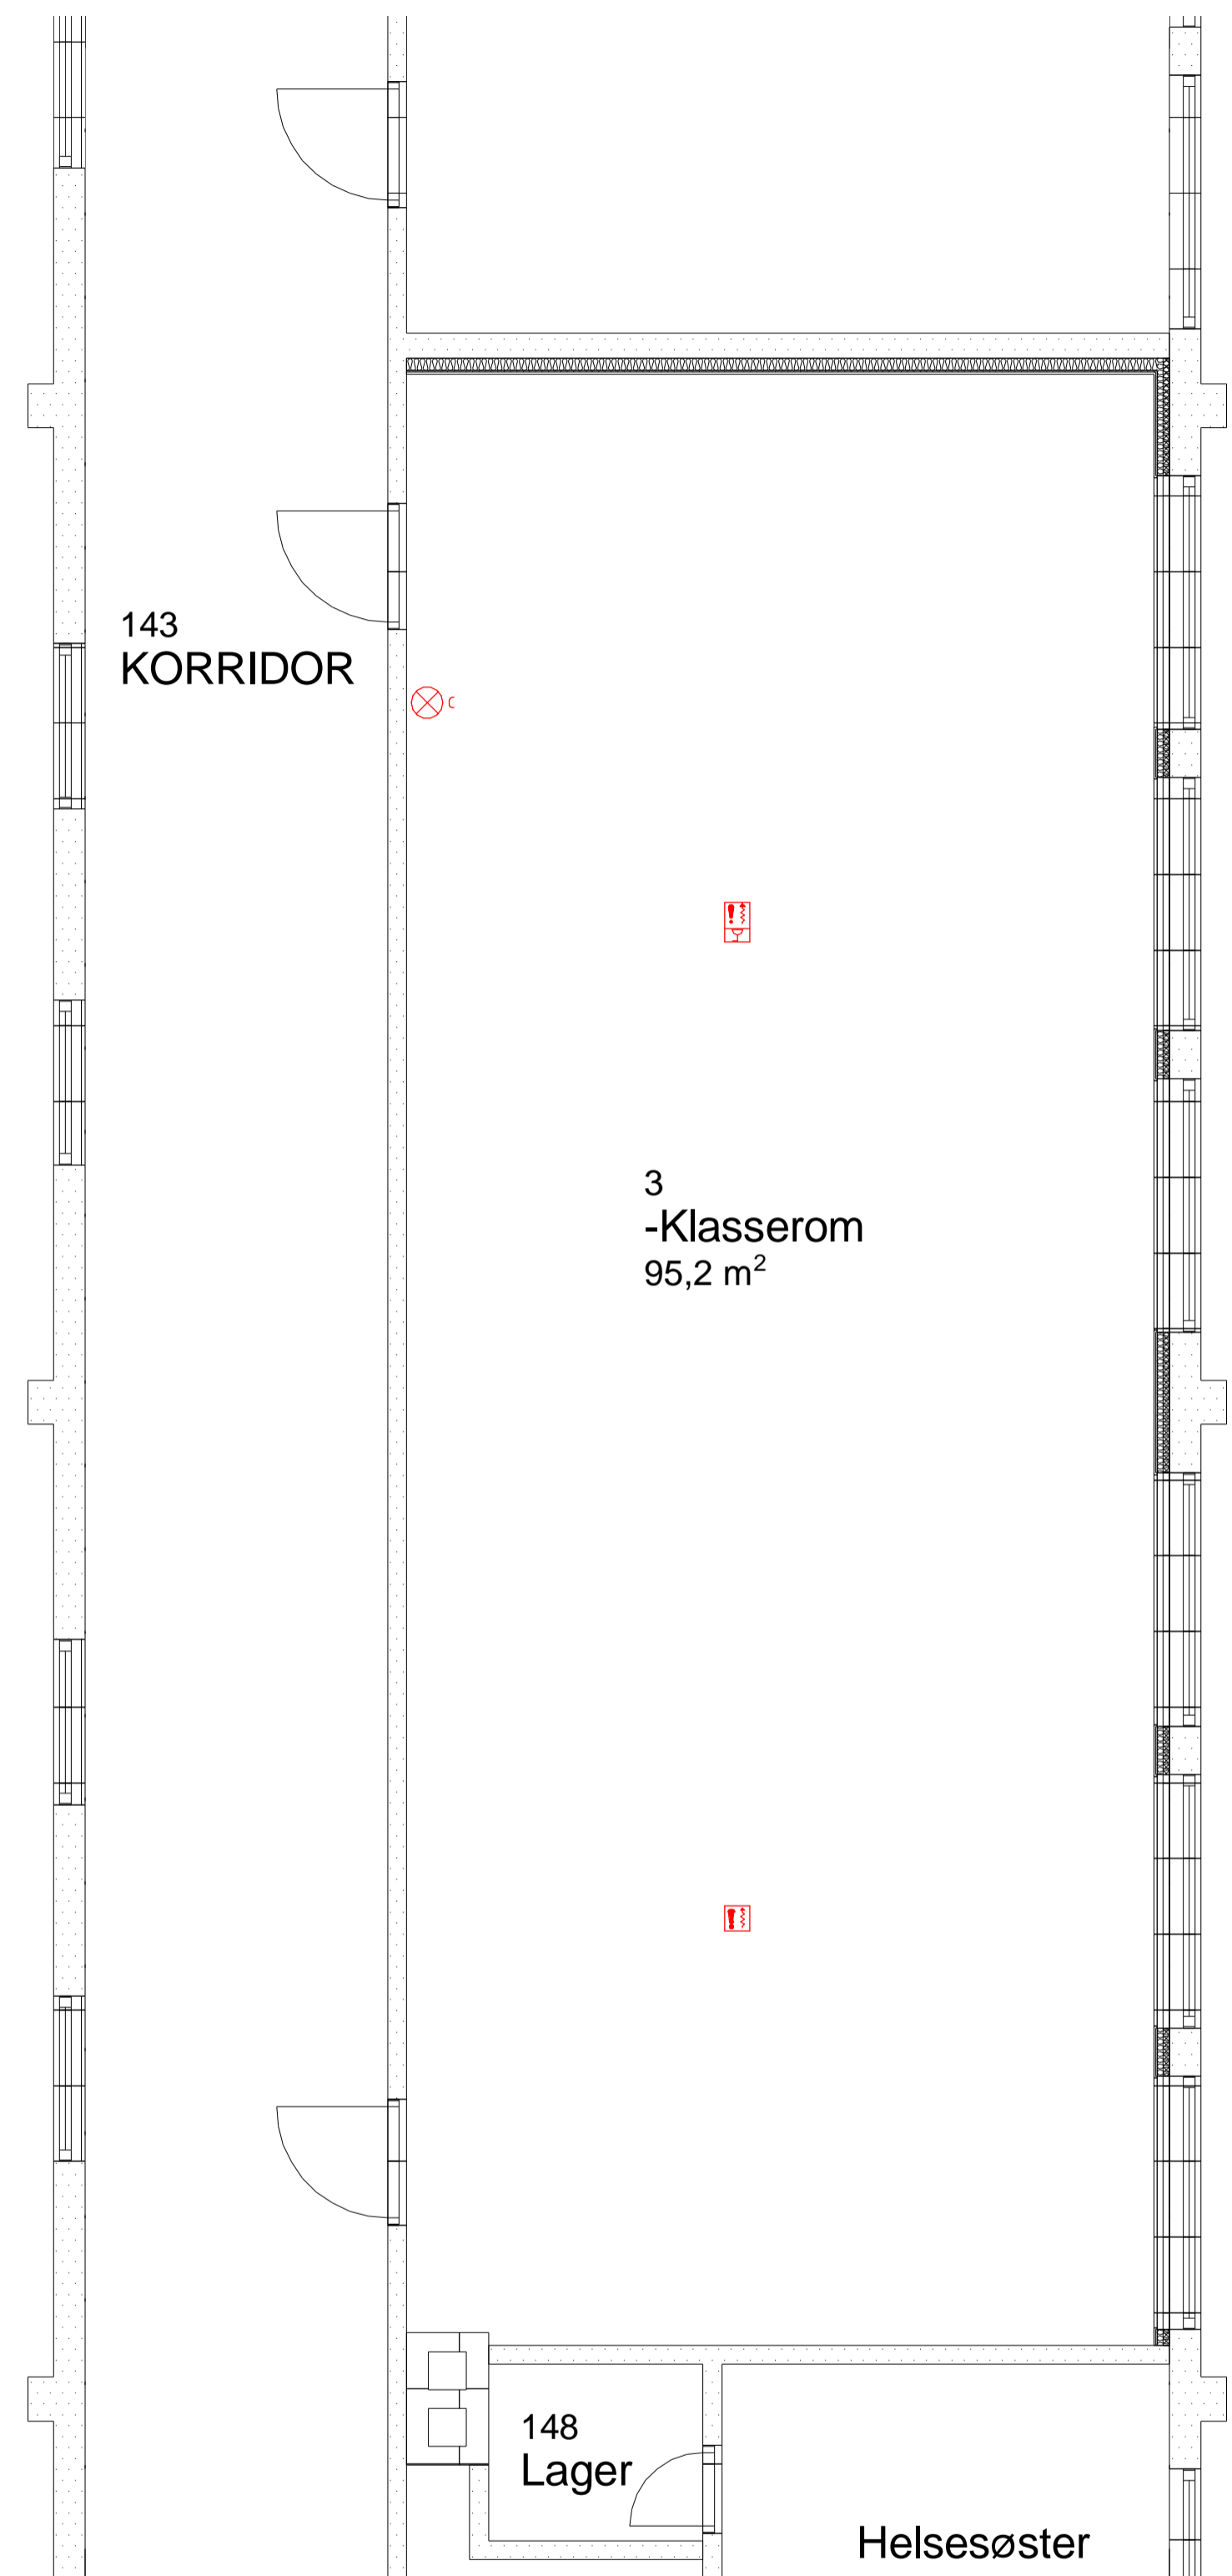 143
KORRIDOR
C
3
-Klasserom
95,2 m²
148
Lager
Helsesøster